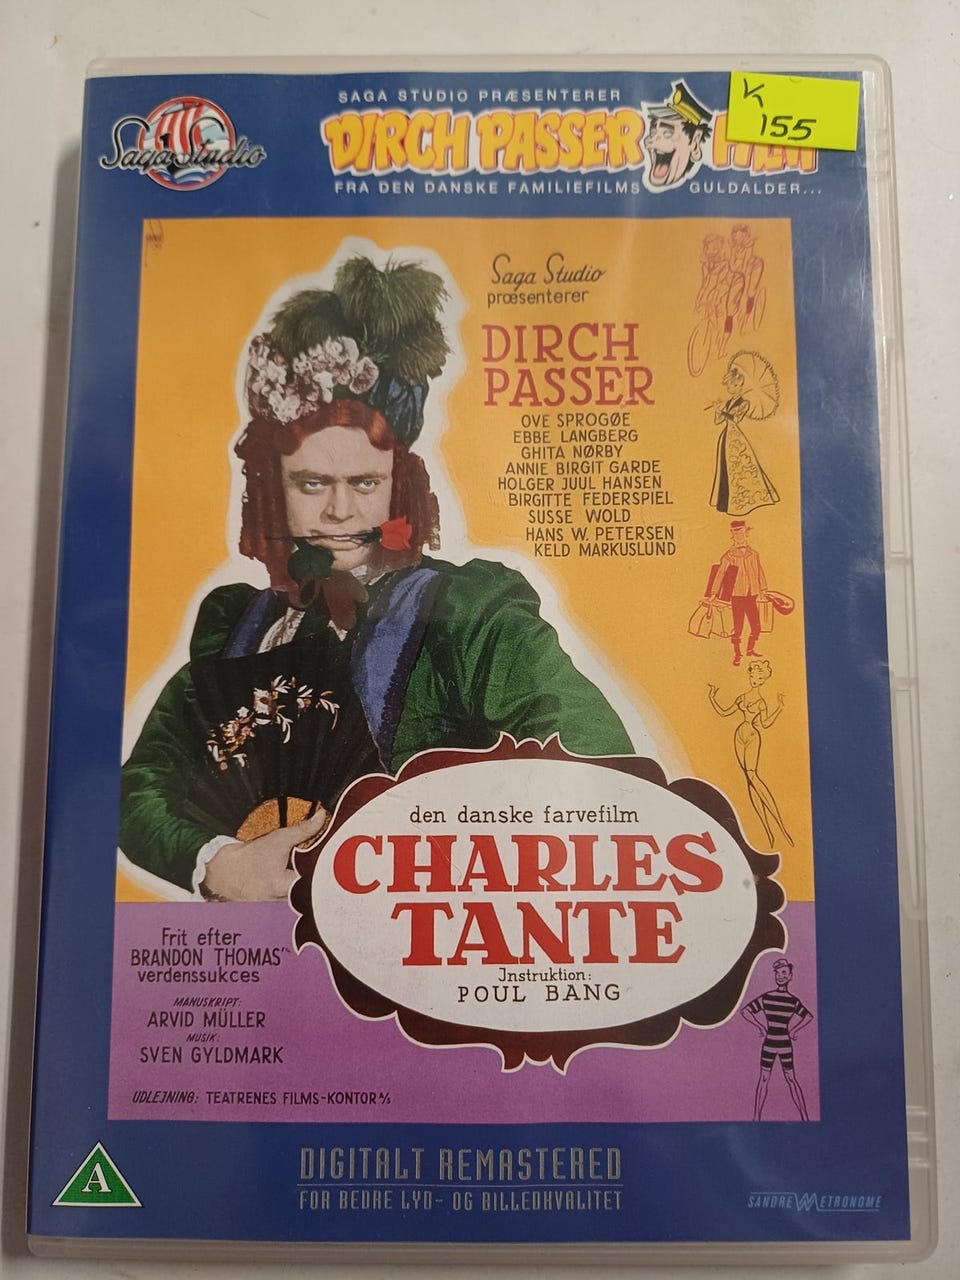 Saga Studio
SAGA STUDIO PRÆSENTERER
DIRCH PASSER FILM
FRA DEN DANSKE FAMILIEFILMS GULDALDER...
155
Saga Studio
præsenterer
DIRCH
PASSER
OVE SPROGØE
EBBE LANGBERG
GHITA NØRBY
ANNIE BIRGIT GARDE
HOLGER JUUL HANSEN
BIRGITTE FEDERSPIEL
SUSSE WOLD
HANS W. PETERSEN
KELD MARKUSLUND
den danske farvefilm
CHARLES
TANTE
Instruktion:
POUL BANG
Frit efter
BRANDON THOMAS'
verdenssukces
MANUSKRIPT:
ARVID MÜLLER
MUSIK:
SVEN GYLDMARK
UDLEJNING: TEATRENES FILMS-KONTOR A/S
DIGITALT REMASTERED
FOR BEDRE LYD- OG BILLEDKVALITET
A
SANDREW METRONOME